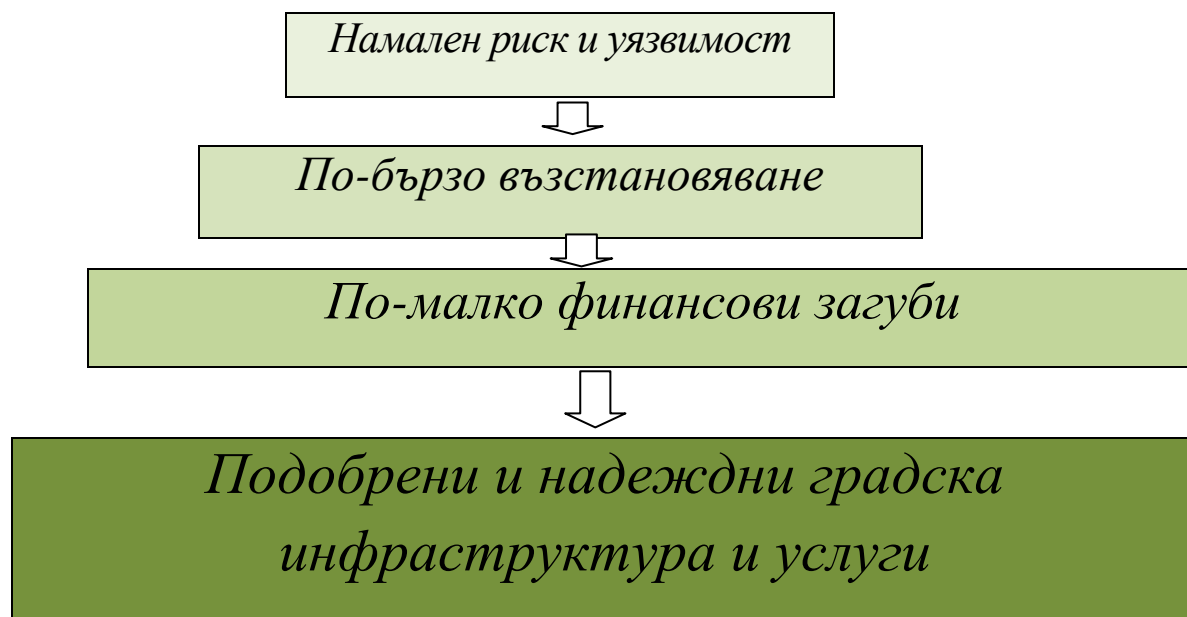 Намален риск и уязвимост
По-бързо възстановяване
По-малко финансови загуби
Подобрени и надеждни градска
инфраструктура и услуги